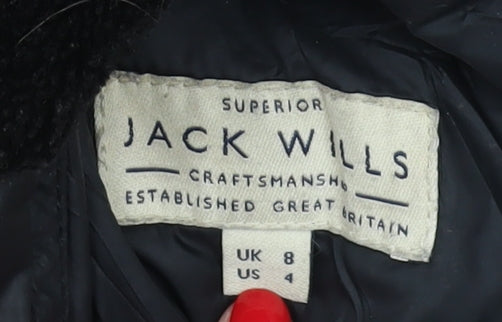 SUPERIOR
JACK WILLS
CRAFTSMANSHIP
ESTABLISHED GREAT BRITAIN
UK 8
US 4